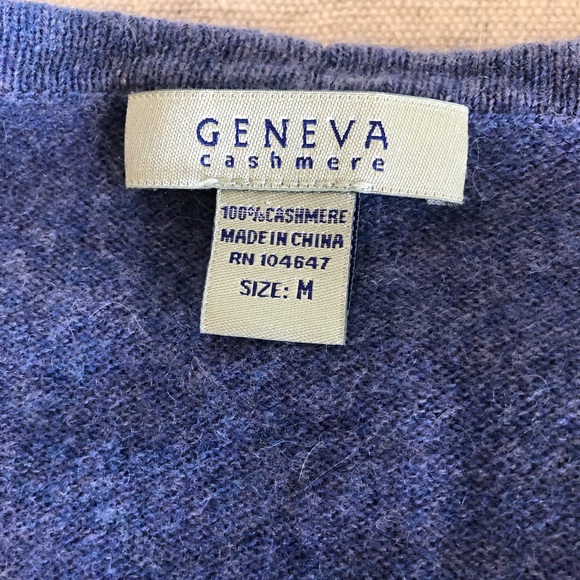 GENEVA
cashmere
100%CASHMERE
MADE IN CHINA
RN 104647
SIZE: M